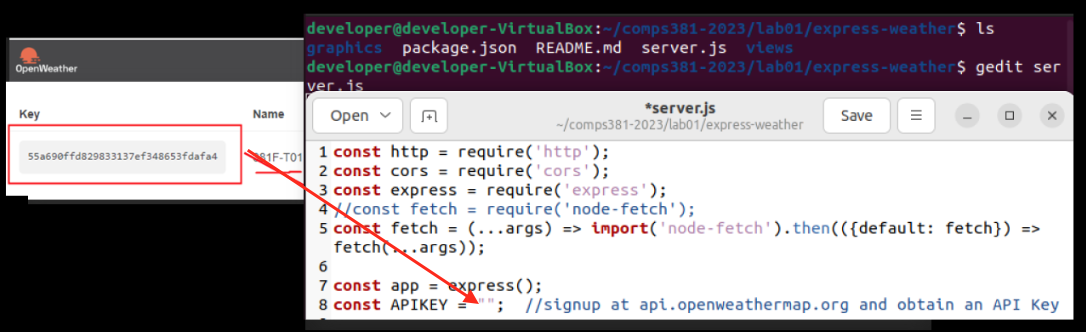 OpenWeather
Key Name
55a690ffd829833137ef348653fdafa4 381F-T01
developer@developer-VirtualBox:~/comps381-2023/lab01/express-weather$ ls
graphics package.json README.md server.js views
developer@developer-VirtualBox:~/comps381-2023/lab01/express-weather$ gedit ser
ver.js
Open *server.js Save
~/comps381-2023/lab01/express-weather
1 const http = require('http');
2 const cors = require('cors');
3 const express = require('express');
4 //const fetch = require('node-fetch');
5 const fetch = (...args) => import('node-fetch').then(({default: fetch}) =>
fetch(...args));
6
7 const app = express();
8 const APIKEY = ""; //signup at api.openweathermap.org and obtain an API Key